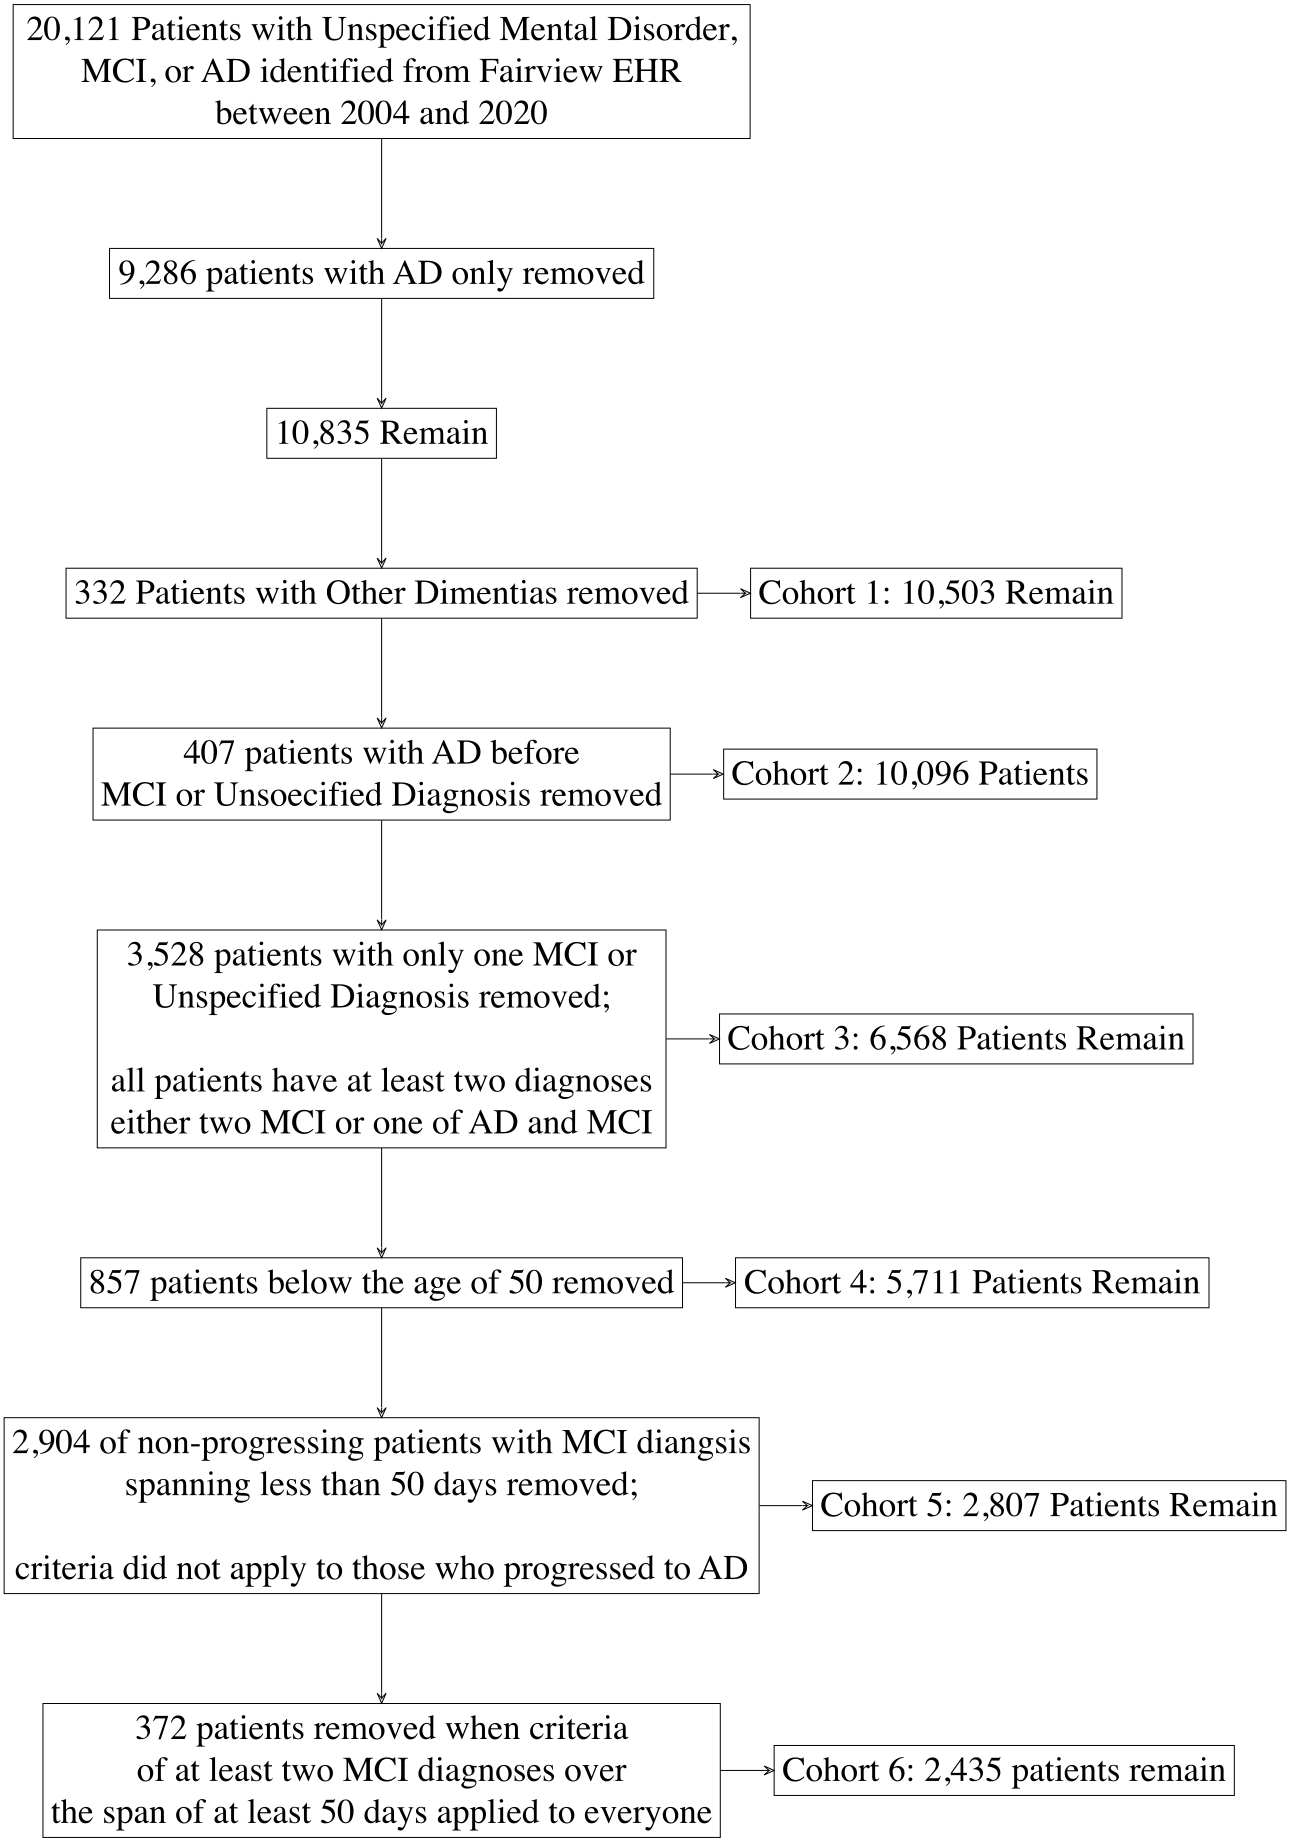 20,121 Patients with Unspecified Mental Disorder,
MCI, or AD identified from Fairview EHR
between 2004 and 2020
9,286 patients with AD only removed
10,835 Remain
332 Patients with Other Dimentias removed
Cohort 1: 10,503 Remain
407 patients with AD before
MCI or Unsoecified Diagnosis removed
Cohort 2: 10,096 Patients
3,528 patients with only one MCI or
Unspecified Diagnosis removed;
all patients have at least two diagnoses
either two MCI or one of AD and MCI
Cohort 3: 6,568 Patients Remain
857 patients below the age of 50 removed
Cohort 4: 5,711 Patients Remain
2,904 of non-progressing patients with MCI diangsis
spanning less than 50 days removed;
criteria did not apply to those who progressed to AD
Cohort 5: 2,807 Patients Remain
372 patients removed when criteria
of at least two MCI diagnoses over
the span of at least 50 days applied to everyone
Cohort 6: 2,435 patients remain